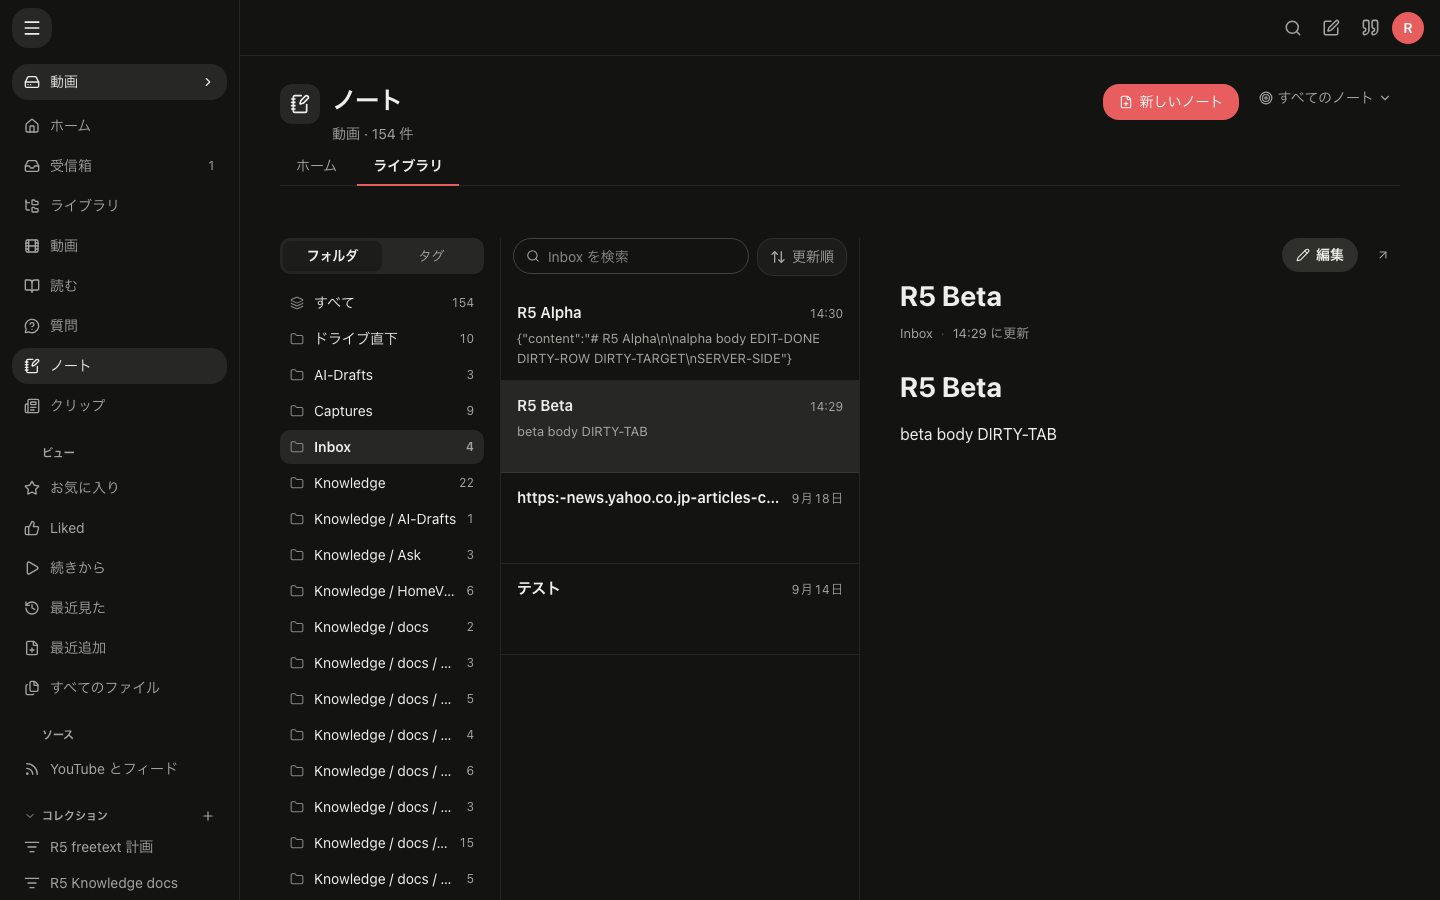 動画
ホーム
受信箱 1
ライブラリ
動画
読む
質問
ノート
クリップ
ビュー
お気に入り
Liked
続きから
最近見た
最近追加
すべてのファイル
ソース
YouTube とフィード
コレクション
R5 freetext 計画
R5 Knowledge docs
R
ノート
動画 · 154 件
新しいノート
すべてのノート
ホーム
ライブラリ
フォルダ
タグ
すべて 154
ドライブ直下 10
AI-Drafts 3
Captures 9
Inbox 4
Knowledge 22
Knowledge / AI-Drafts 1
Knowledge / Ask 3
Knowledge / HomeV... 6
Knowledge / docs 2
Knowledge / docs / ... 3
Knowledge / docs / ... 5
Knowledge / docs / ... 4
Knowledge / docs / ... 6
Knowledge / docs / ... 3
Knowledge / docs /... 15
Knowledge / docs / ... 5
Inbox を検索
更新順
R5 Alpha 14:30
{"content":"# R5 Alpha\n\nalpha body EDIT-DONE
DIRTY-ROW DIRTY-TARGET\nSERVER-SIDE"}
R5 Beta 14:29
beta body DIRTY-TAB
https:-news.yahoo.co.jp-articles-c... 9月18日
テスト 9月14日
編集
R5 Beta
Inbox · 14:29 に更新
R5 Beta
beta body DIRTY-TAB